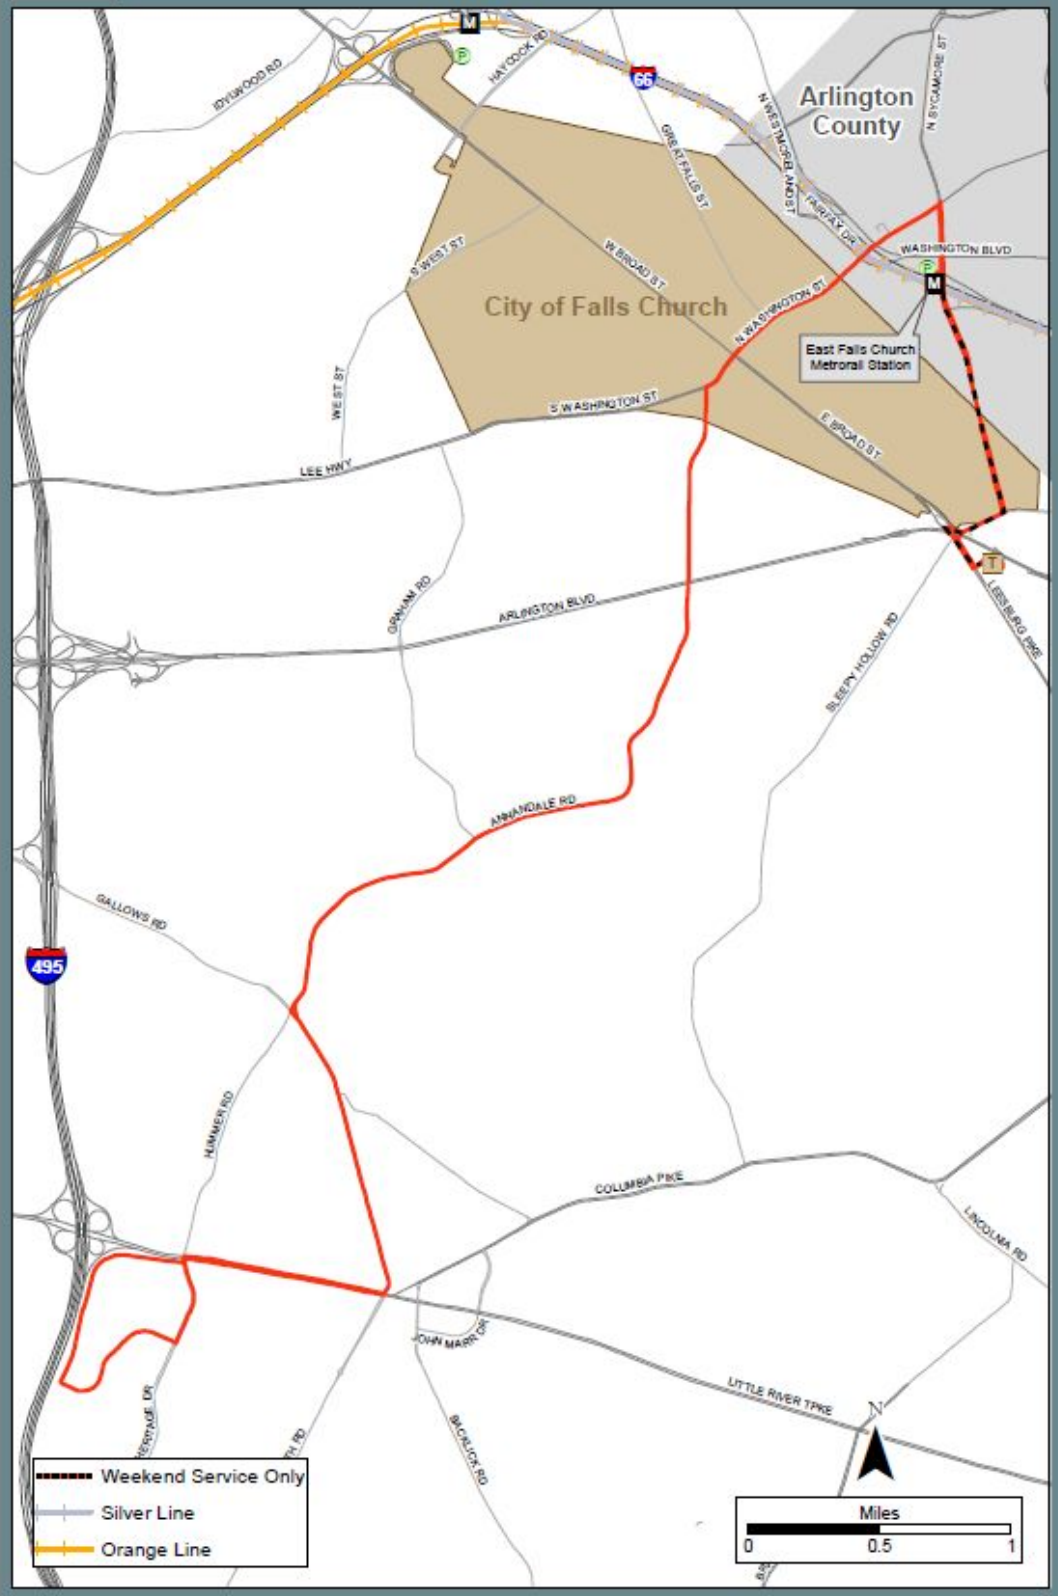 M
P
HAYCOCK RD
IDYLWOOD RD
66
N WESTMORELAND ST
Arlington
County
N SYCAMORE ST
GREAT FALLS ST
FAIRFAX DR
S WEST ST
W BROAD ST
WASHINGTON BLVD
P
M
City of Falls Church
N WASHINGTON ST
East Falls Church
Metrorail Station
WEST ST
S WASHINGTON ST
E BROAD ST
LEE HWY
T
GRAHAM RD
ARLINGTON BLVD
LEESBURG PIKE
SLEEPY HOLLOW RD
ANNANDALE RD
GALLOWS RD
495
HUMMER RD
COLUMBIA PIKE
LINCOLNIA RD
JOHN MARR DR
LITTLE RIVER TPKE
HERITAGE DR
TH RD
BACKLICK RD
N
Weekend Service Only
Silver Line
Orange Line
Miles
0 0.5 1